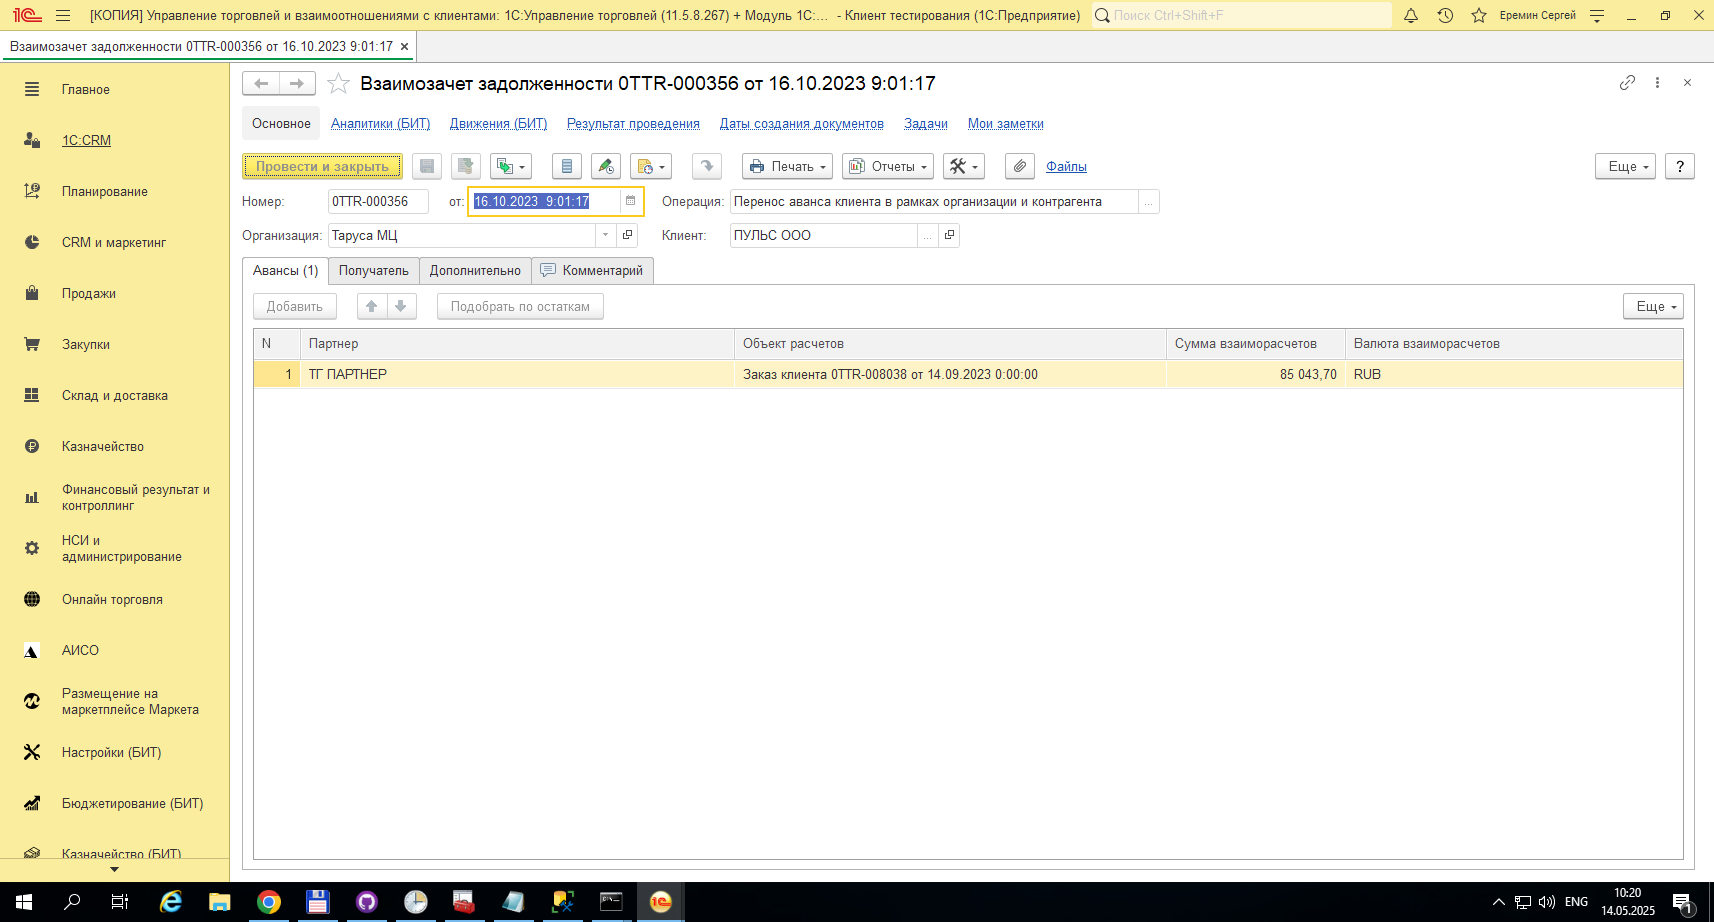 [КОПИЯ] Управление торговлей и взаимоотношениями с клиентами: 1С:Управление торговлей (11.5.8.267) + Модуль 1С:... - Клиент тестирования (1С:Предприятие)
Поиск Ctrl+Shift+F
Еремин Сергей
Взаимозачет задолженности 0TTR-000356 от 16.10.2023 9:01:17
Главное
1С:CRM
Планирование
CRM и маркетинг
Продажи
Закупки
Склад и доставка
Казначейство
Финансовый результат и
контроллинг
НСИ и
администрирование
Онлайн торговля
АИСО
Размещение на
маркетплейсе Маркета
Настройки (БИТ)
Бюджетирование (БИТ)
Казначейство (БИТ)
Взаимозачет задолженности 0TTR-000356 от 16.10.2023 9:01:17
Основное Аналитики (БИТ) Движения (БИТ) Результат проведения Даты создания документов Задачи Мои заметки
Провести и закрыть Печать Отчеты Файлы Еще ?
Номер: 0TTR-000356 от: 16.10.2023 9:01:17 Операция: Перенос аванса клиента в рамках организации и контрагента ...
Организация: Таруса МЦ Клиент: ПУЛЬС ООО ...
Авансы (1) Получатель Дополнительно Комментарий
Добавить Подобрать по остаткам Еще
N Партнер Объект расчетов Сумма взаиморасчетов Валюта взаиморасчетов
1 ТГ ПАРТНЕР Заказ клиента 0TTR-008038 от 14.09.2023 0:00:00 85 043,70 RUB
ENG
10:20
14.05.2025
1